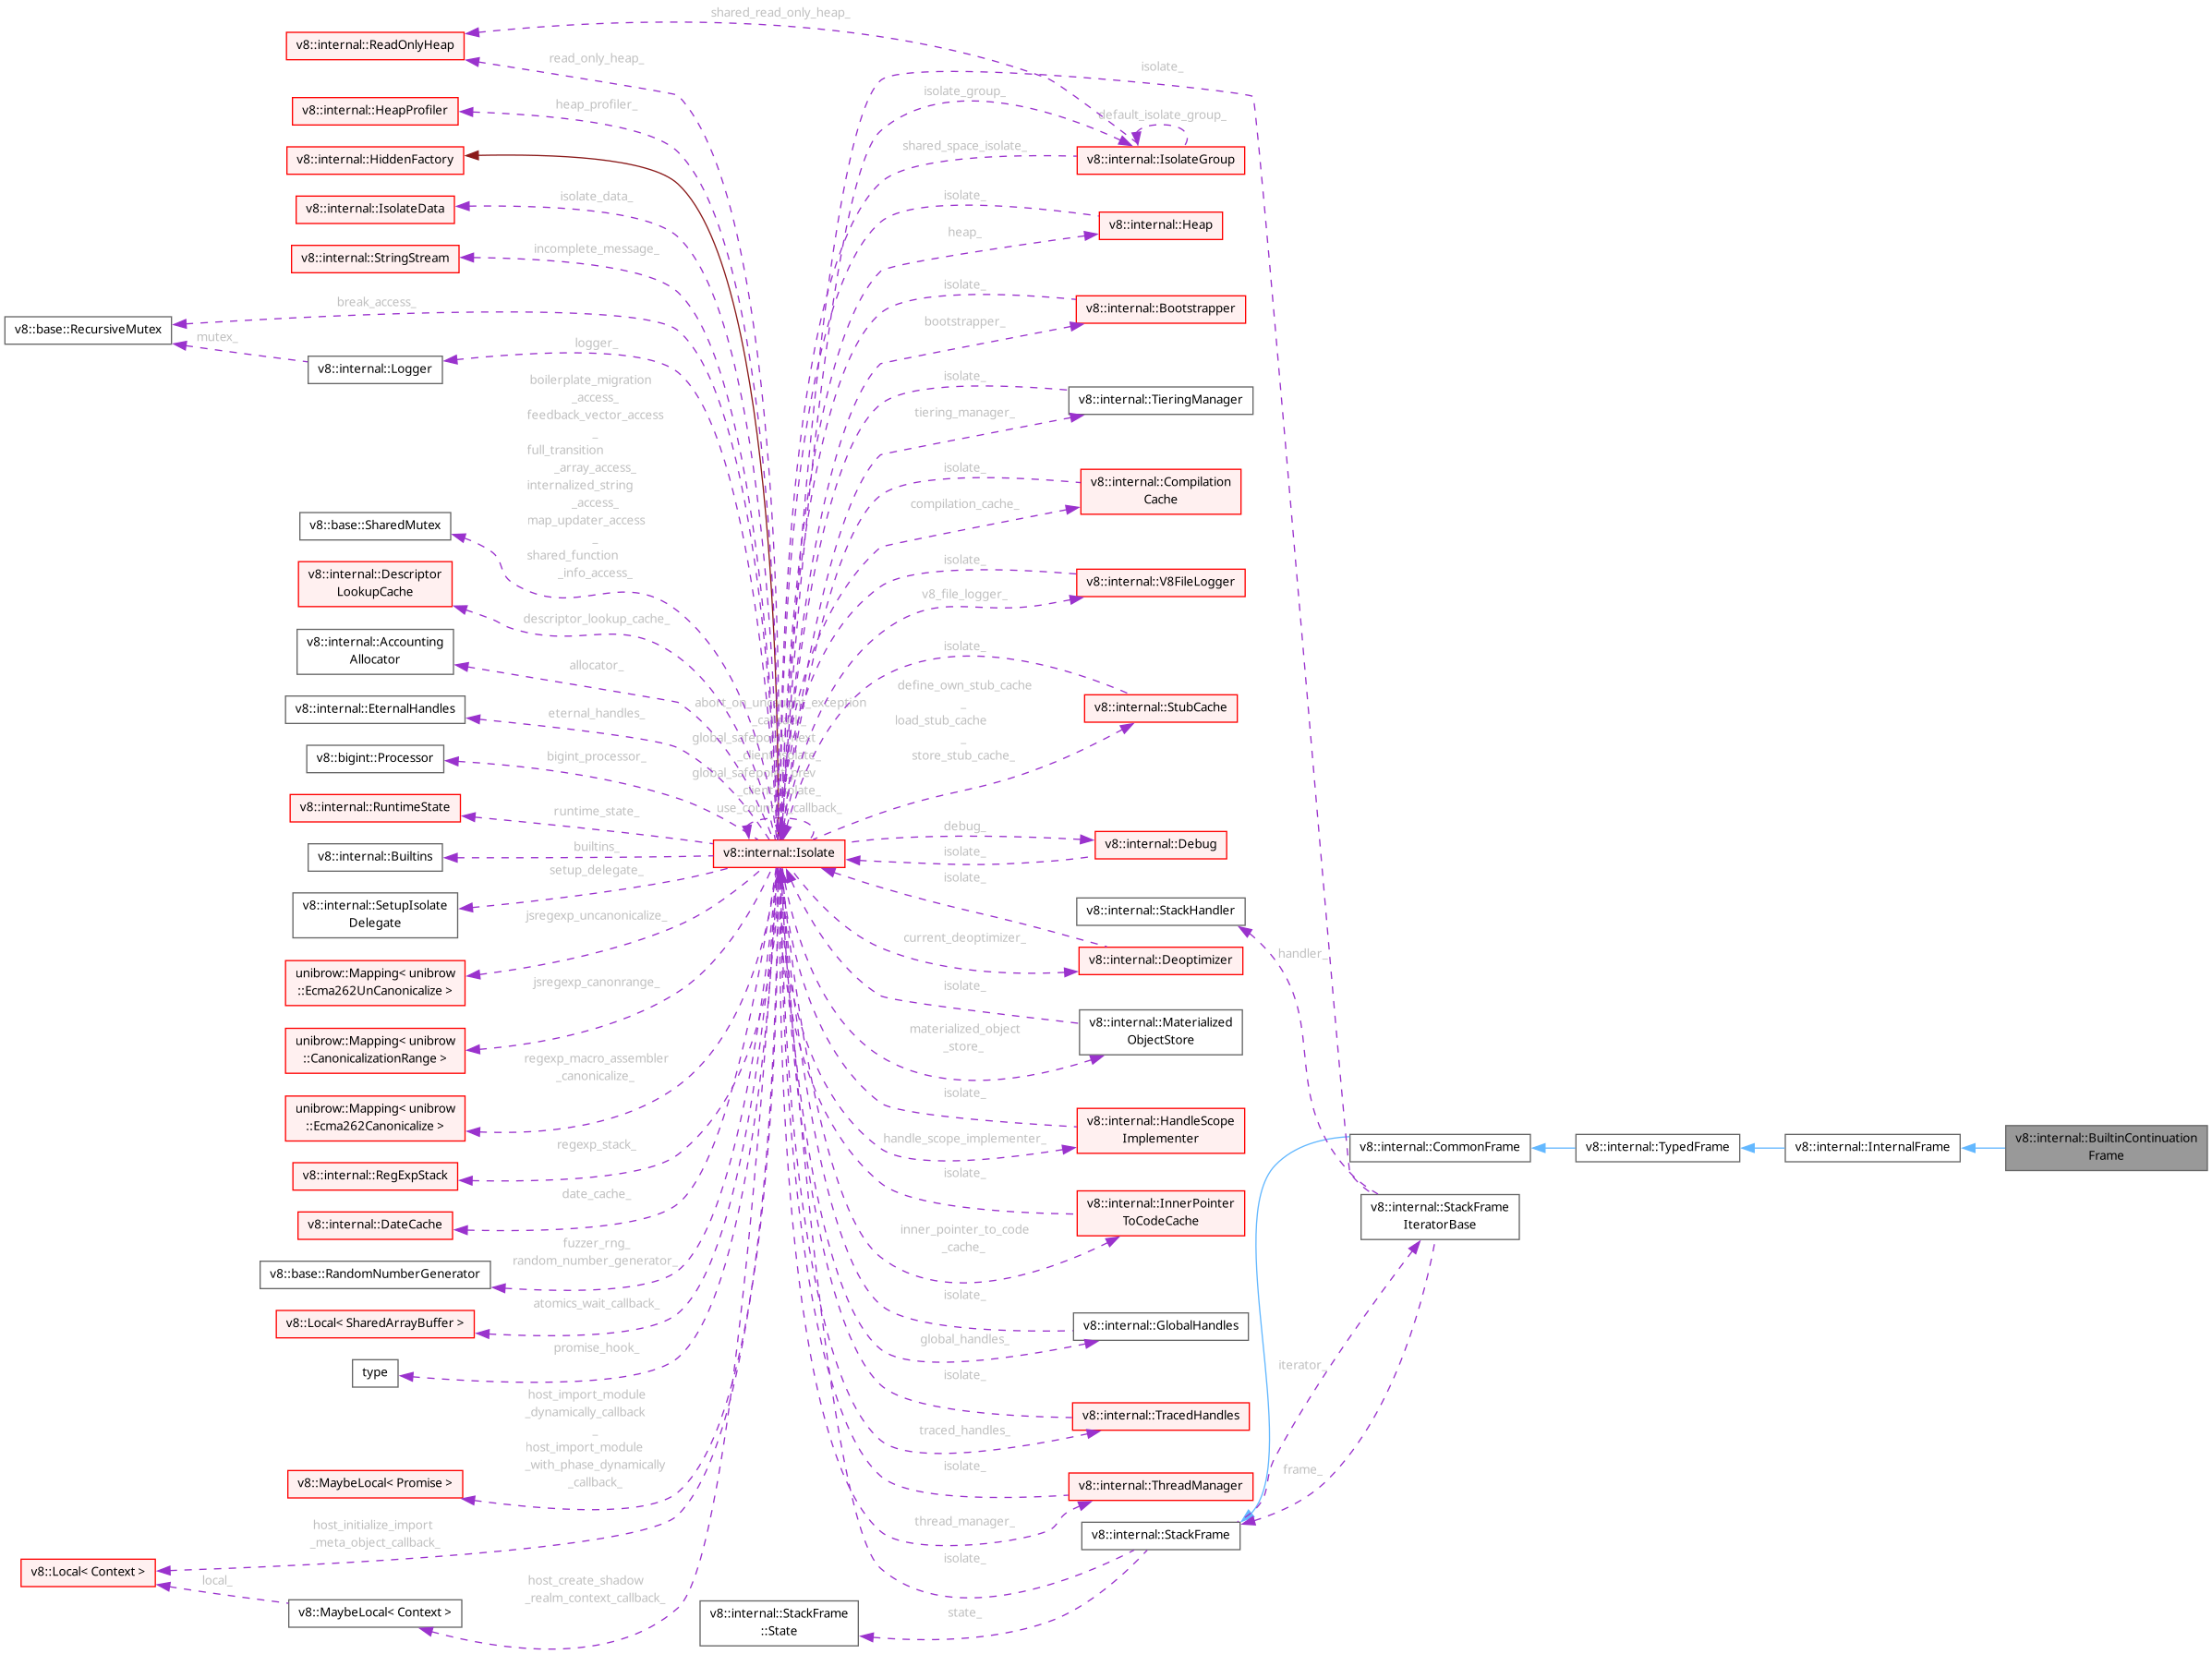 shared_read_only_heap_
v8::internal::ReadOnlyHeap
read_only_heap_
isolate_
v8::internal::HeapProfiler
heap_profiler_
isolate_group_
default_isolate_group_
v8::internal::HiddenFactory
shared_space_isolate_
v8::internal::IsolateGroup
v8::internal::IsolateData
isolate_data_
isolate_
v8::internal::Heap
heap_
v8::internal::StringStream
incomplete_message_
isolate_
v8::internal::Bootstrapper
bootstrapper_
break_access_
v8::base::RecursiveMutex
mutex_
logger_
v8::internal::Logger
isolate_
v8::internal::TieringManager
tiering_manager_
boilerplate_migration
_access_
feedback_vector_access
_
full_transition
_array_access_
internalized_string
_access_
map_updater_access
_
shared_function
_info_access_
isolate_
v8::internal::Compilation
Cache
compilation_cache_
v8::base::SharedMutex
v8::internal::Descriptor
LookupCache
descriptor_lookup_cache_
isolate_
v8::internal::V8FileLogger
v8_file_logger_
v8::internal::Accounting
Allocator
allocator_
isolate_
v8::internal::StubCache
define_own_stub_cache
_
load_stub_cache
_
store_stub_cache_
v8::internal::EternalHandles
eternal_handles_
v8::bigint::Processor
bigint_processor_
v8::internal::RuntimeState
runtime_state_
v8::internal::Builtins
builtins_
v8::internal::Isolate
debug_
v8::internal::Debug
isolate_
isolate_
v8::internal::SetupIsolate
Delegate
setup_delegate_
v8::internal::StackHandler
handler_
current_deoptimizer_
v8::internal::Deoptimizer
unibrow::Mapping< unibrow
::Ecma262UnCanonicalize >
jsregexp_uncanonicalize_
isolate_
v8::internal::Materialized
ObjectStore
materialized_object
_store_
unibrow::Mapping< unibrow
::CanonicalizationRange >
jsregexp_canonrange_
unibrow::Mapping< unibrow
::Ecma262Canonicalize >
regexp_macro_assembler
_canonicalize_
isolate_
v8::internal::HandleScope
Implementer
handle_scope_implementer_
v8::internal::CommonFrame
v8::internal::TypedFrame
v8::internal::InternalFrame
v8::internal::BuiltinContinuation
Frame
v8::internal::RegExpStack
regexp_stack_
isolate_
v8::internal::InnerPointer
ToCodeCache
inner_pointer_to_code
_cache_
v8::internal::StackFrame
IteratorBase
v8::internal::DateCache
date_cache_
v8::base::RandomNumberGenerator
fuzzer_rng_
random_number_generator_
isolate_
v8::internal::GlobalHandles
global_handles_
v8::Local< SharedArrayBuffer >
atomics_wait_callback_
type
promise_hook_
isolate_
iterator_
v8::internal::TracedHandles
traced_handles_
host_import_module
_dynamically_callback
_
host_import_module
_with_phase_dynamically
_callback_
v8::MaybeLocal< Promise >
isolate_
v8::internal::ThreadManager
thread_manager_
frame_
v8::internal::StackFrame
isolate_
host_initialize_import
_meta_object_callback_
v8::Local< Context >
local_
v8::MaybeLocal< Context >
host_create_shadow
_realm_context_callback_
v8::internal::StackFrame
::State
state_